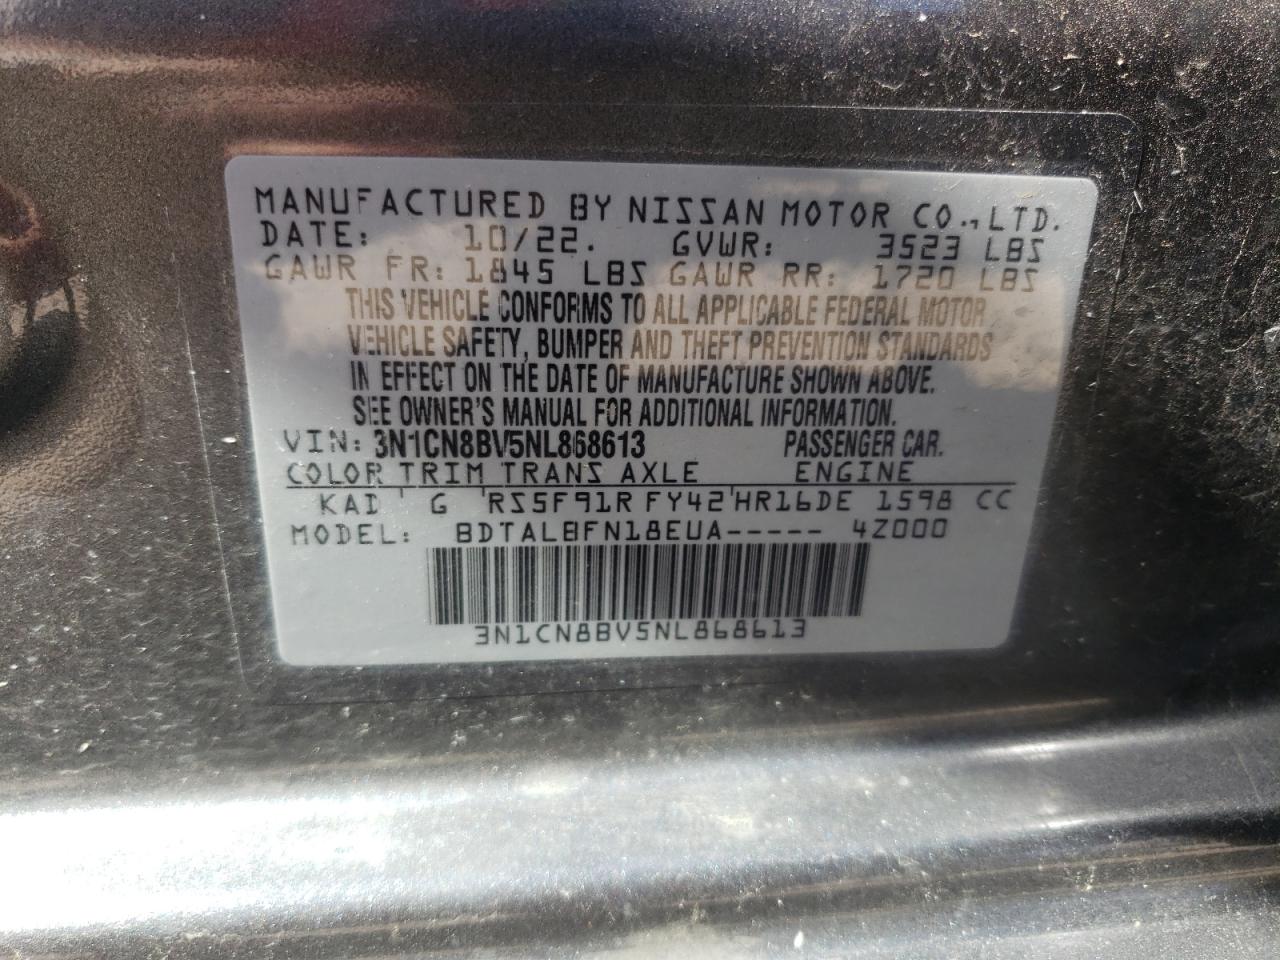 MANUFACTURED BY NISSAN MOTOR CO., LTD.
DATE: 10/22. GVWR: 3523 LBS
GAWR FR: 1845 LBS GAWR RR: 1720 LBS
THIS VEHICLE CONFORMS TO ALL APPLICABLE FEDERAL MOTOR
VEHICLE SAFETY, BUMPER AND THEFT PREVENTION STANDARDS
IN EFFECT ON THE DATE OF MANUFACTURE SHOWN ABOVE.
SEE OWNER'S MANUAL FOR ADDITIONAL INFORMATION.
VIN: 3N1CN8BV5NL868613 PASSENGER CAR.
COLOR TRIM TRANS AXLE ENGINE
KAD G RS5F91R FY42 HR16DE 1598 CC
MODEL: BDTALBFN18EUA----- 4Z000
3N1CN8BV5NL868613